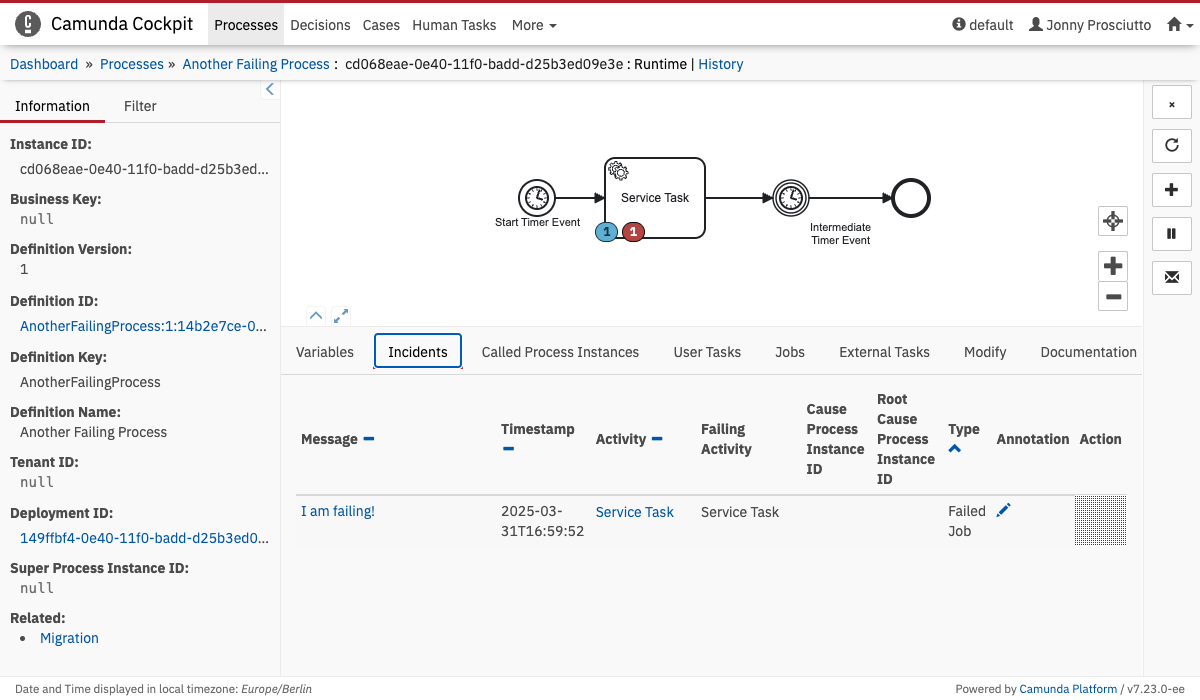 Camunda Cockpit Processes Decisions Cases Human Tasks More default Jonny Prosciutto
Dashboard » Processes » Another Failing Process : cd068eae-0e40-11f0-badd-d25b3ed09e3e : Runtime | History
Information Filter
Instance ID:
cd068eae-0e40-11f0-badd-d25b3ed...
Business Key:
null
Definition Version:
1
Definition ID:
AnotherFailingProcess:1:14b2e7ce-0...
Definition Key:
AnotherFailingProcess
Definition Name:
Another Failing Process
Tenant ID:
null
Deployment ID:
149ffbf4-0e40-11f0-badd-d25b3ed0...
Super Process Instance ID:
null
Related:
• Migration
Service Task
Start Timer Event
1 1
Intermediate
Timer Event
Variables Incidents Called Process Instances User Tasks Jobs External Tasks Modify Documentation
Message
Timestamp
Activity
Failing
Activity
Cause
Process
Instance
ID
Root
Cause
Process
Instance
ID
Type
Annotation
Action
I am failing!
2025-03-
31T16:59:52
Service Task
Service Task
Failed
Job
Date and Time displayed in local timezone: Europe/Berlin
Powered by Camunda Platform / v7.23.0-ee